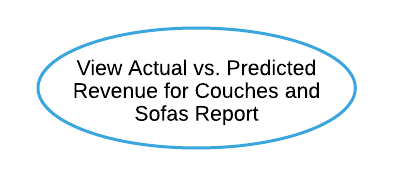 View Actual vs. Predicted
Revenue for Couches and
Sofas Report